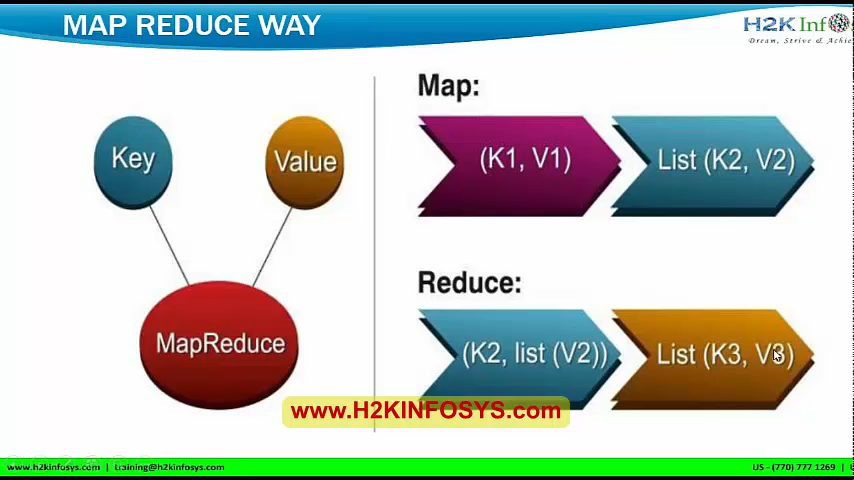 MAP REDUCE WAY
H2K Inf
Dream, Strive & Achie
Key
Value
MapReduce
Map:
(K1, V1)
List (K2, V2)
Reduce:
(K2, list (V2))
List (K3, V3)
www.H2KINFOSYS.com
www.h2kinfosys.com | training@h2kinfosys.com
US - (770) 777 1269 |